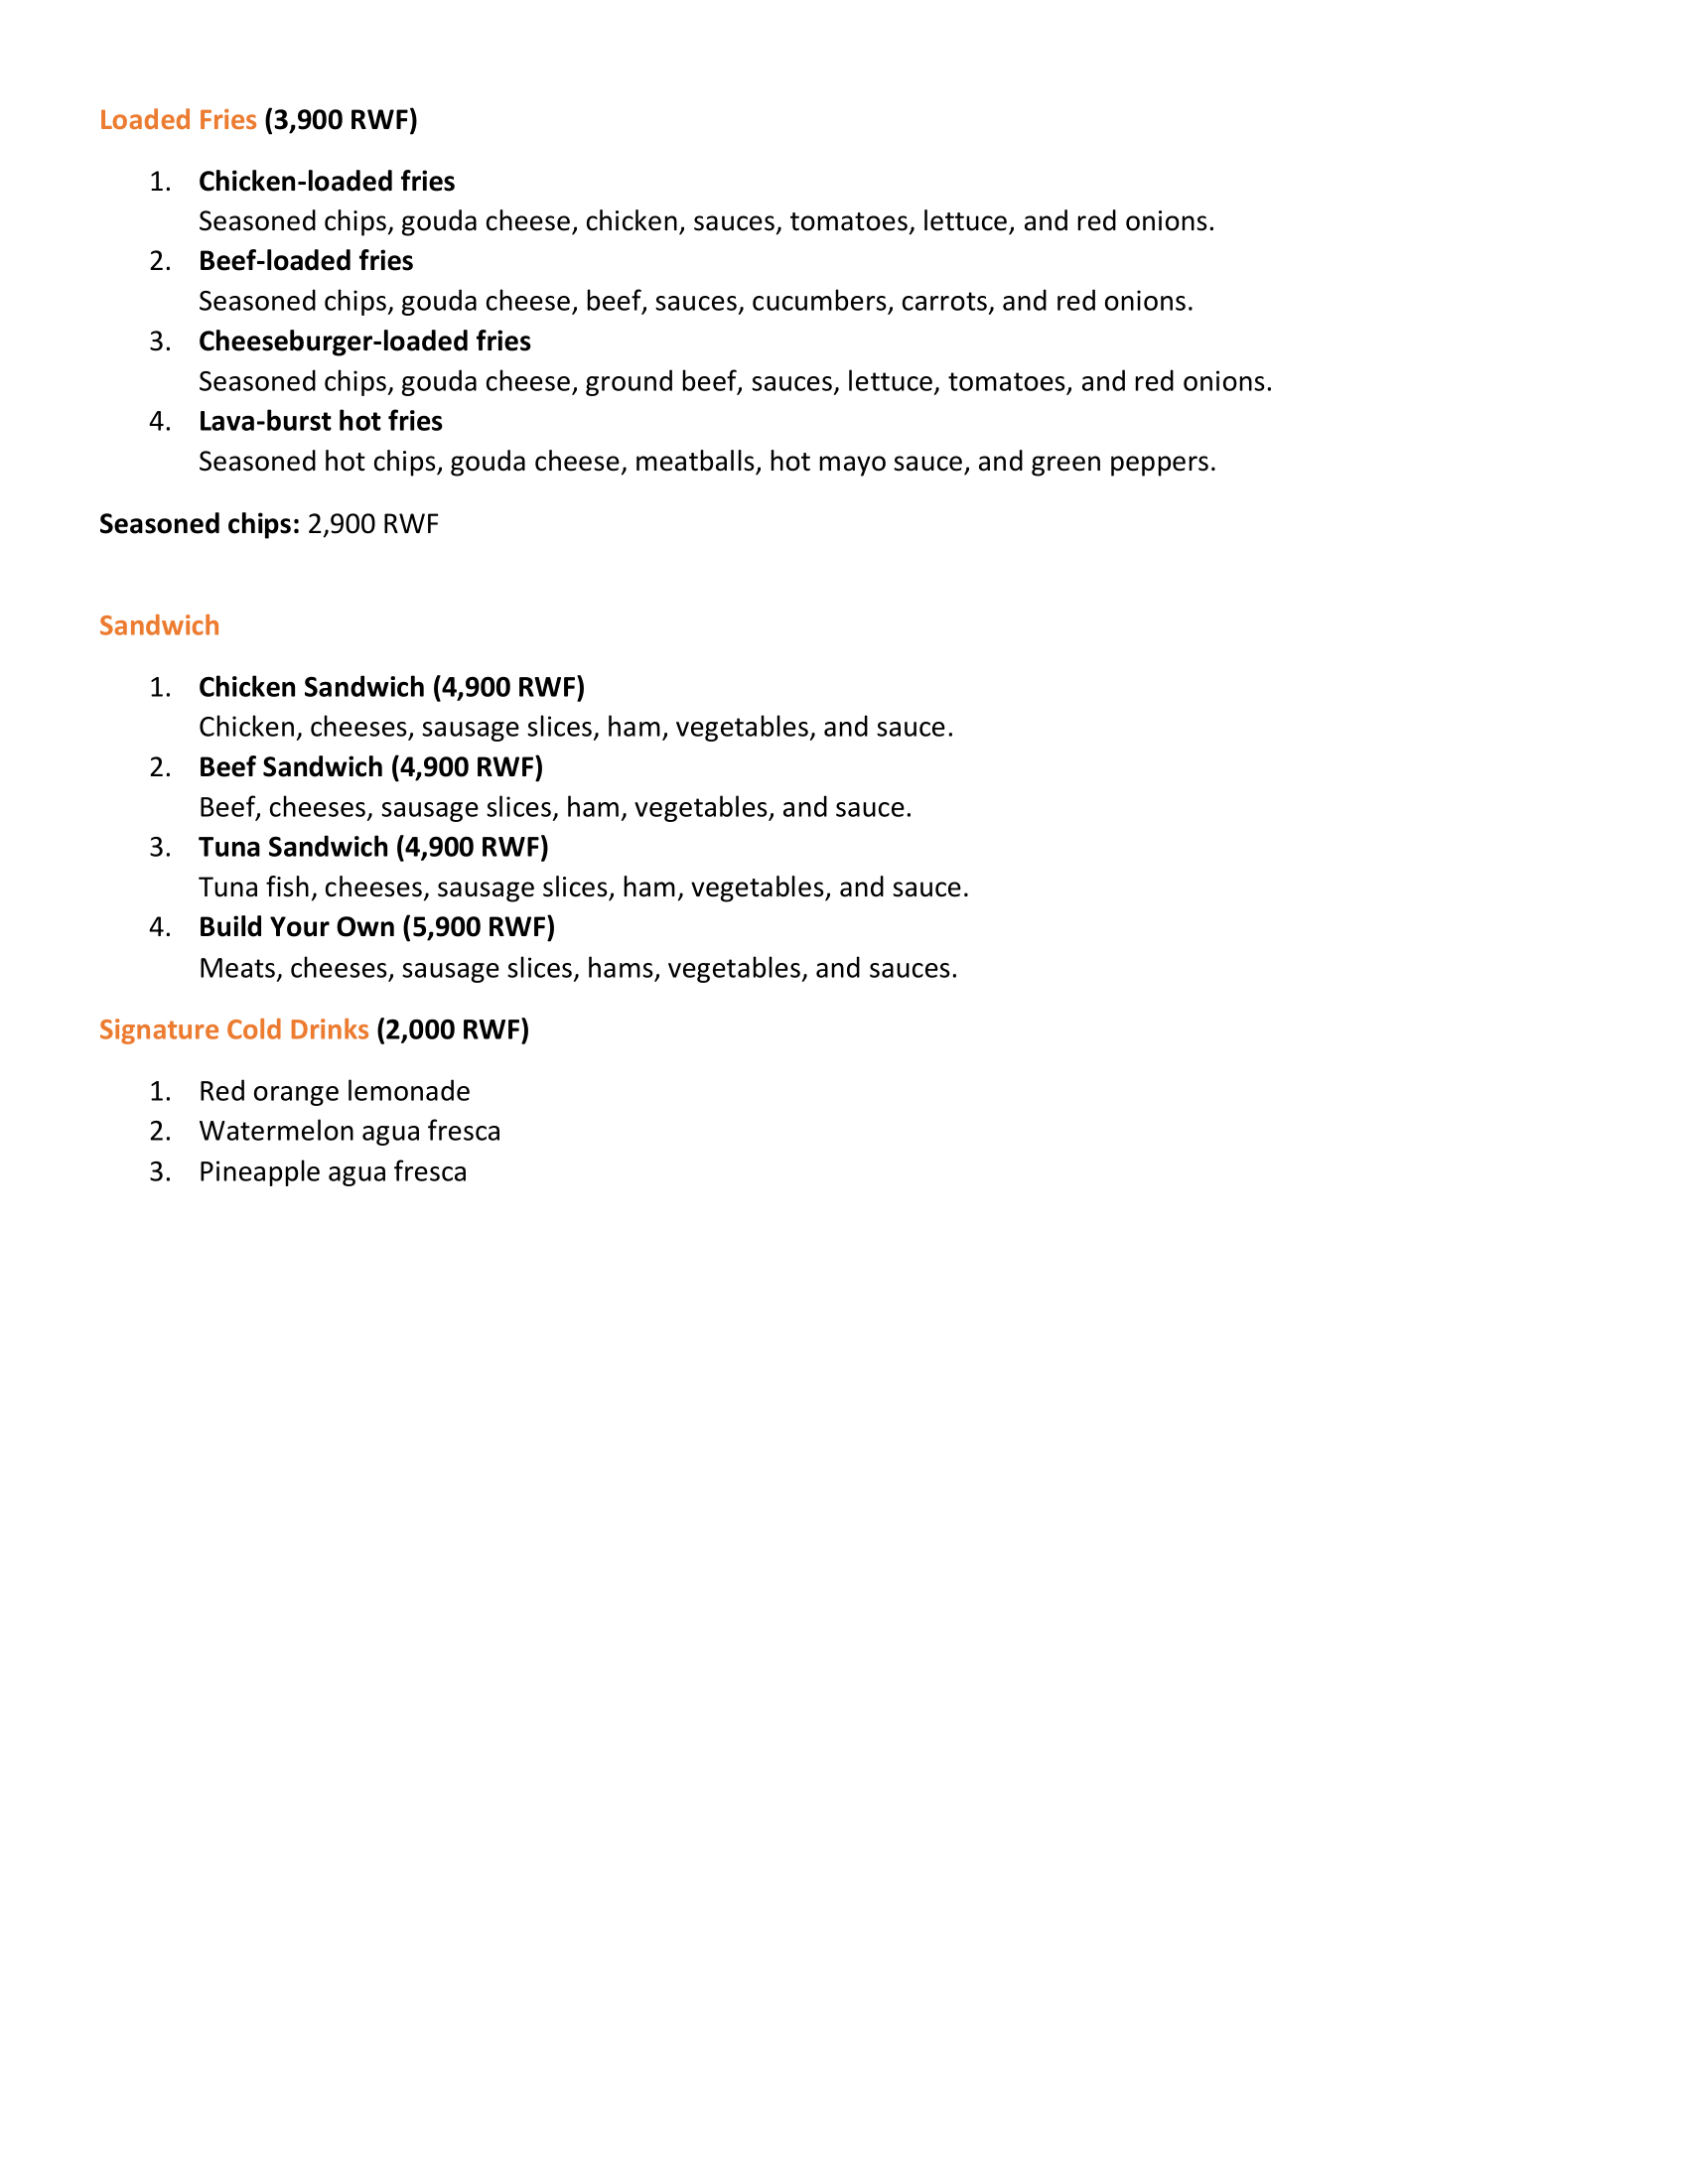 Loaded Fries (3,900 RWF)
1. Chicken-loaded fries
Seasoned chips, gouda cheese, chicken, sauces, tomatoes, lettuce, and red onions.
2. Beef-loaded fries
Seasoned chips, gouda cheese, beef, sauces, cucumbers, carrots, and red onions.
3. Cheeseburger-loaded fries
Seasoned chips, gouda cheese, ground beef, sauces, lettuce, tomatoes, and red onions.
4. Lava-burst hot fries
Seasoned hot chips, gouda cheese, meatballs, hot mayo sauce, and green peppers.
Seasoned chips: 2,900 RWF
Sandwich
1. Chicken Sandwich (4,900 RWF)
Chicken, cheeses, sausage slices, ham, vegetables, and sauce.
2. Beef Sandwich (4,900 RWF)
Beef, cheeses, sausage slices, ham, vegetables, and sauce.
3. Tuna Sandwich (4,900 RWF)
Tuna fish, cheeses, sausage slices, ham, vegetables, and sauce.
4. Build Your Own (5,900 RWF)
Meats, cheeses, sausage slices, hams, vegetables, and sauces.
Signature Cold Drinks (2,000 RWF)
1. Red orange lemonade
2. Watermelon agua fresca
3. Pineapple agua fresca